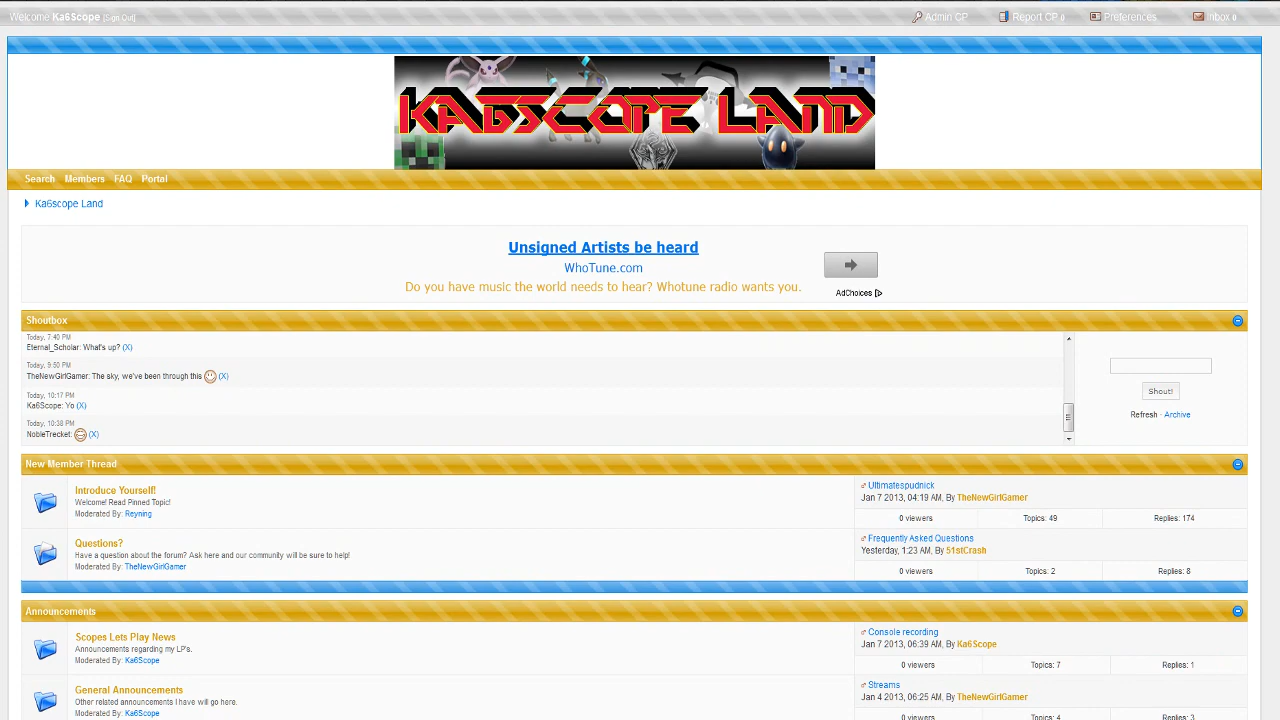 Welcome Ka6Scope [Sign Out]
Admin CP
Report CP 0
Preferences
Inbox 0
KA6SCOPE LAND
Search Members FAQ Portal
Ka6scope Land
Unsigned Artists be heard
WhoTune.com
Do you have music the world needs to hear? Whotune radio wants you.
AdChoices
Shoutbox
Today, 7:40 PM
Eternal_Scholar: What's up? (X)
Today, 9:50 PM
TheNewGirlGamer: The sky, we've been through this (X)
Today, 10:17 PM
Ka6Scope: Yo (X)
Today, 10:38 PM
NobleTrecket: (X)
Shout!
Refresh · Archive
New Member Thread
Introduce Yourself!
Welcome! Read Pinned Topic!
Moderated By: Reyning
Ultimatespudnick
Jan 7 2013, 04:19 AM, By TheNewGirlGamer
0 viewers Topics: 49 Replies: 174
Questions?
Have a question about the forum? Ask here and our community will be sure to help!
Moderated By: TheNewGirlGamer
Frequently Asked Questions
Yesterday, 1:23 AM, By 51stCrash
0 viewers Topics: 2 Replies: 8
Announcements
Scopes Lets Play News
Announcements regarding my LP's.
Moderated By: Ka6Scope
Console recording
Jan 7 2013, 06:39 AM, By Ka6Scope
0 viewers Topics: 7 Replies: 1
General Announcements
Other related announcements I have will go here.
Moderated By: Ka6Scope
Streams
Jan 4 2013, 06:25 AM, By TheNewGirlGamer
0 viewers Topics: 4 Replies: 3